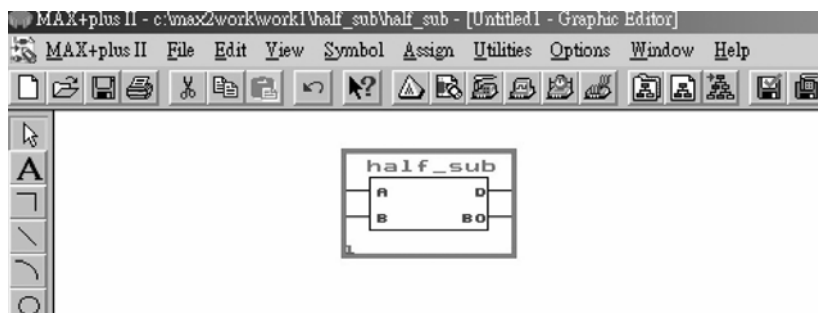 MAX+plus II - c:\max2work\work1\half_sub\half_sub - [Untitled1 - Graphic Editor]
MAX+plus II File Edit View Symbol Assign Utilities Options Window Help
half_sub
A D
B BO
1
A